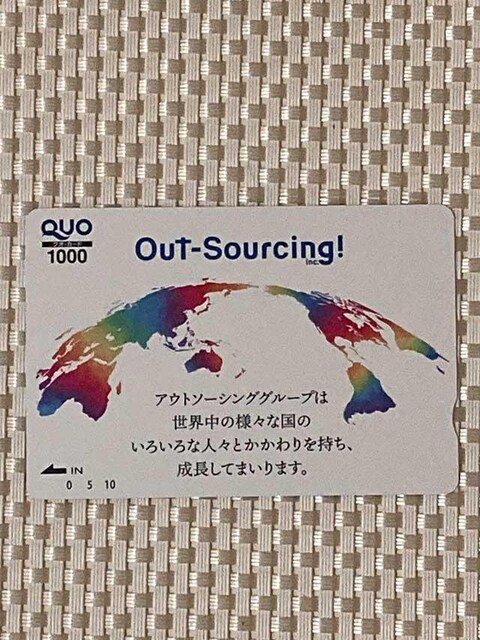 QUO
クオ・カード
1000
Out-Sourcing!
inc.
アウトソーシンググループは
世界中の様々な国の
いろいろな人々とかかわりを持ち、
成長してまいります。
IN
0 5 10